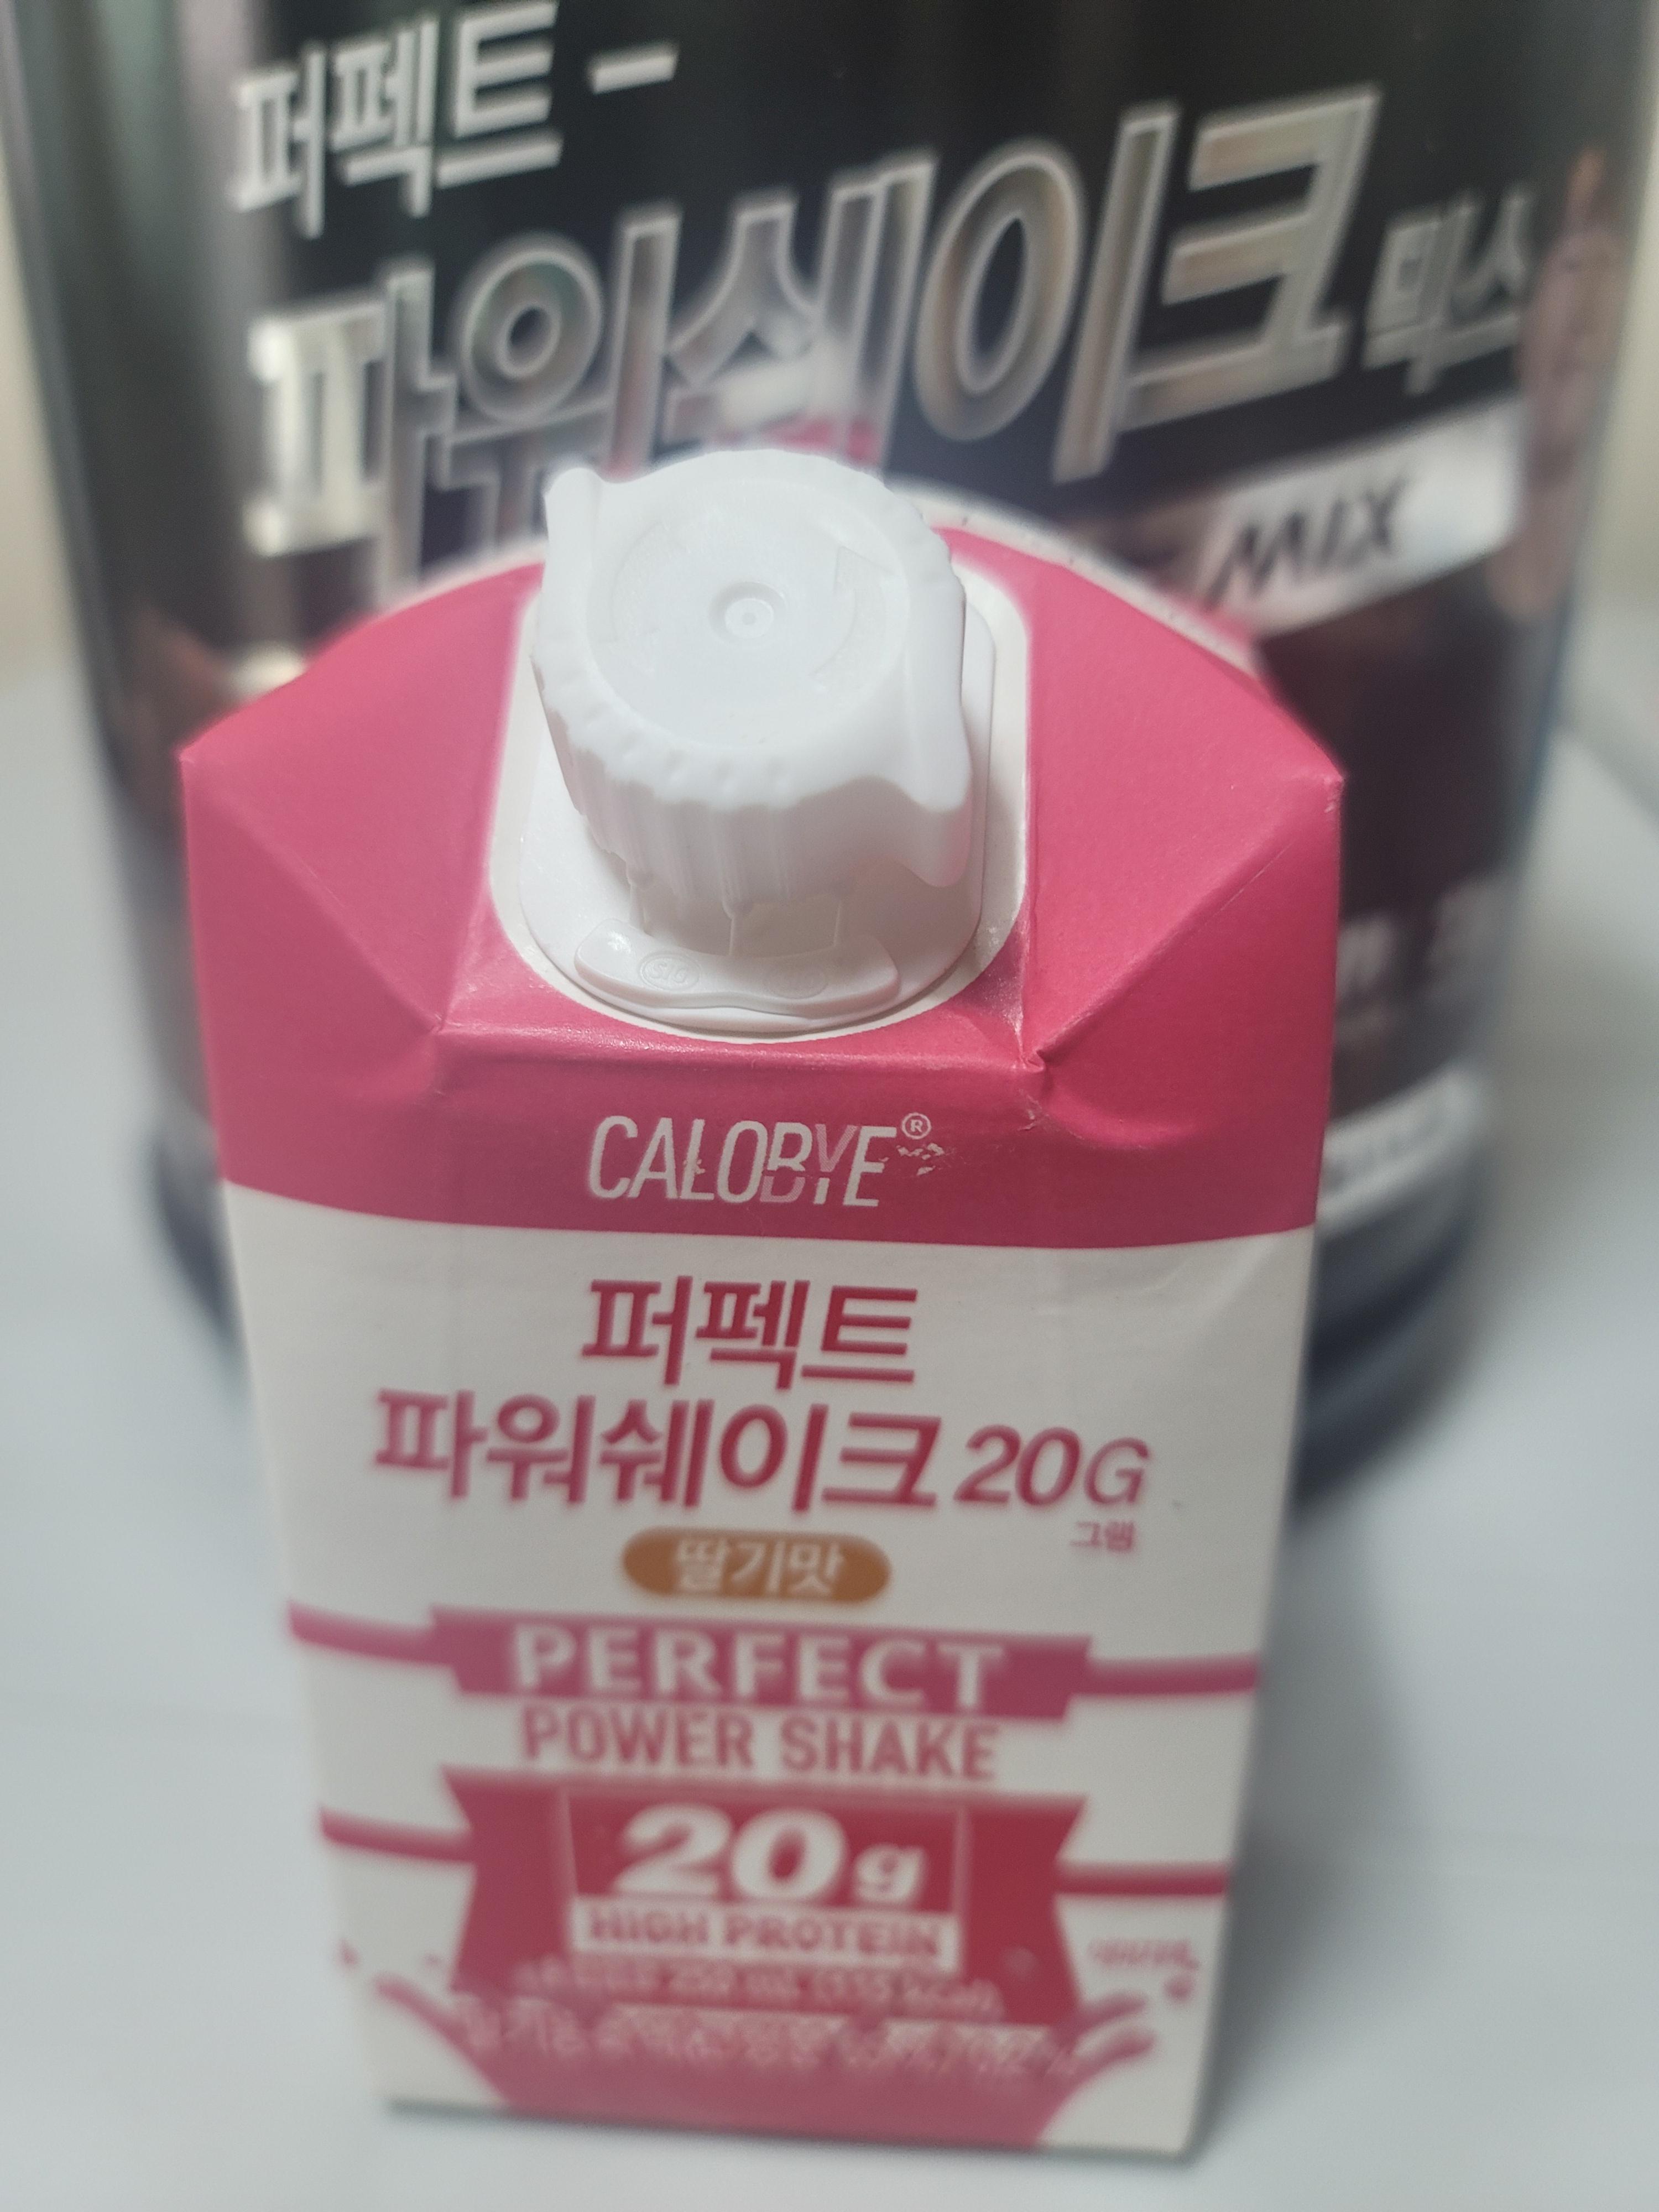 퍼펙트-
파워쉐이크 믹스
MIX
CALOBYE®
퍼펙트
파워쉐이크 20G
그램
딸기맛
PERFECT
POWER SHAKE
20g
HIGH PROTEIN